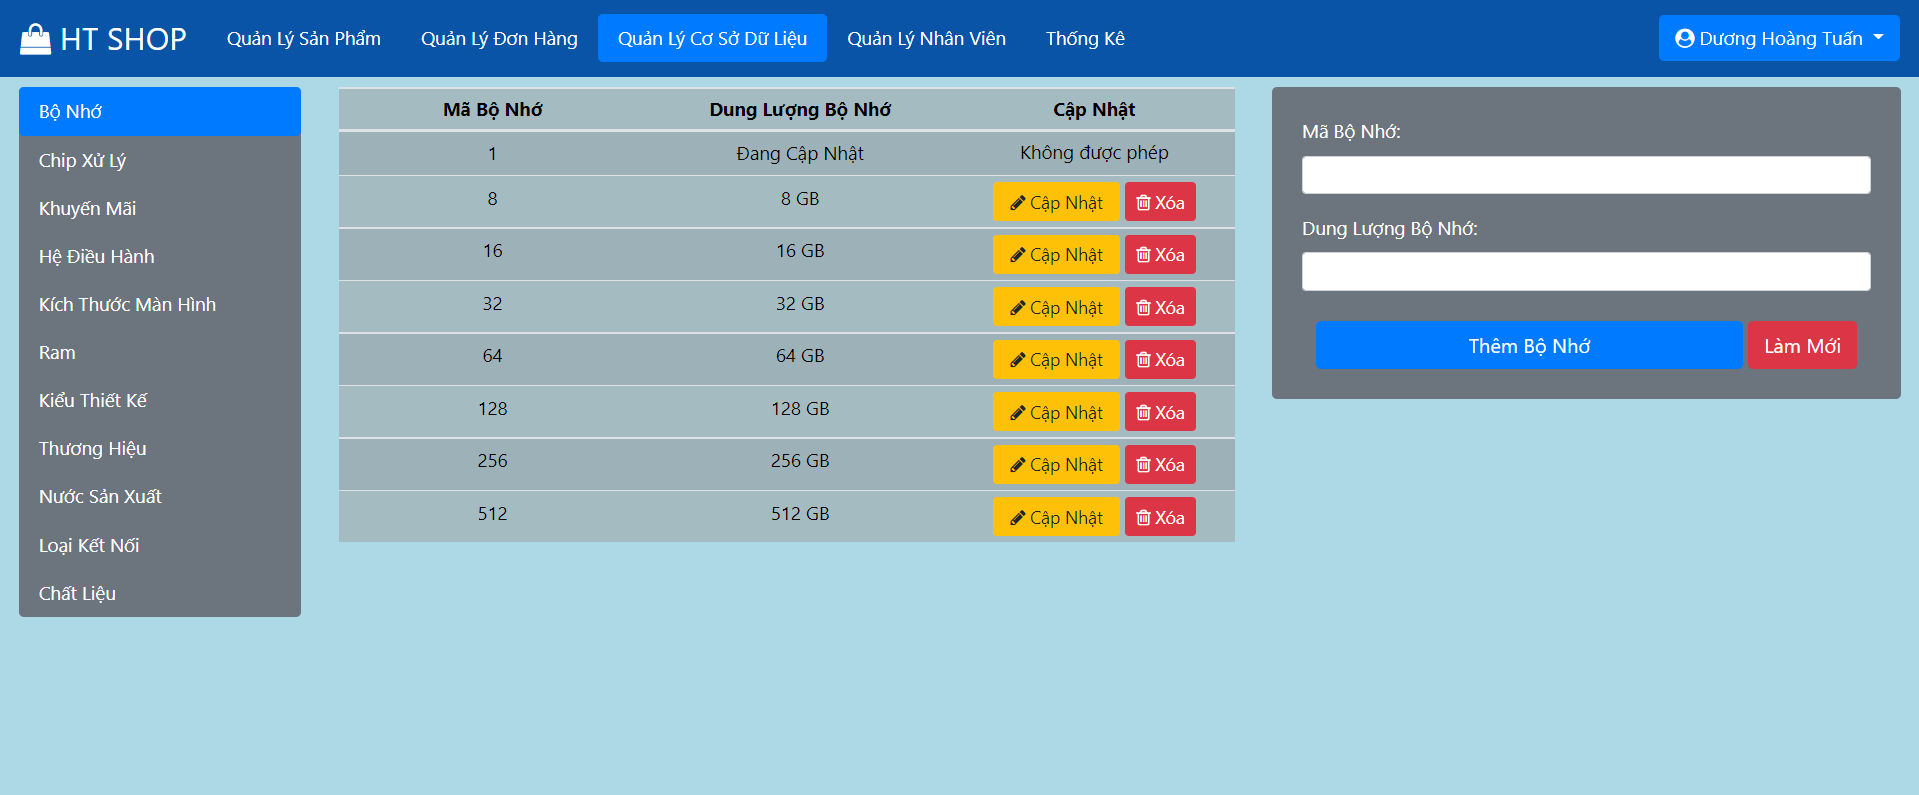 HT SHOP Quản Lý Sản Phẩm Quản Lý Đơn Hàng Quản Lý Cơ Sở Dữ Liệu Quản Lý Nhân Viên Thống Kê Dương Hoàng Tuấn
Bộ Nhớ
Chip Xử Lý
Khuyến Mãi
Hệ Điều Hành
Kích Thước Màn Hình
Ram
Kiểu Thiết Kế
Thương Hiệu
Nước Sản Xuất
Loại Kết Nối
Chất Liệu
Mã Bộ Nhớ Dung Lượng Bộ Nhớ Cập Nhật
1 Đang Cập Nhật Không được phép
8 8 GB Cập Nhật Xóa
16 16 GB Cập Nhật Xóa
32 32 GB Cập Nhật Xóa
64 64 GB Cập Nhật Xóa
128 128 GB Cập Nhật Xóa
256 256 GB Cập Nhật Xóa
512 512 GB Cập Nhật Xóa
Mã Bộ Nhớ:
Dung Lượng Bộ Nhớ:
Thêm Bộ Nhớ Làm Mới